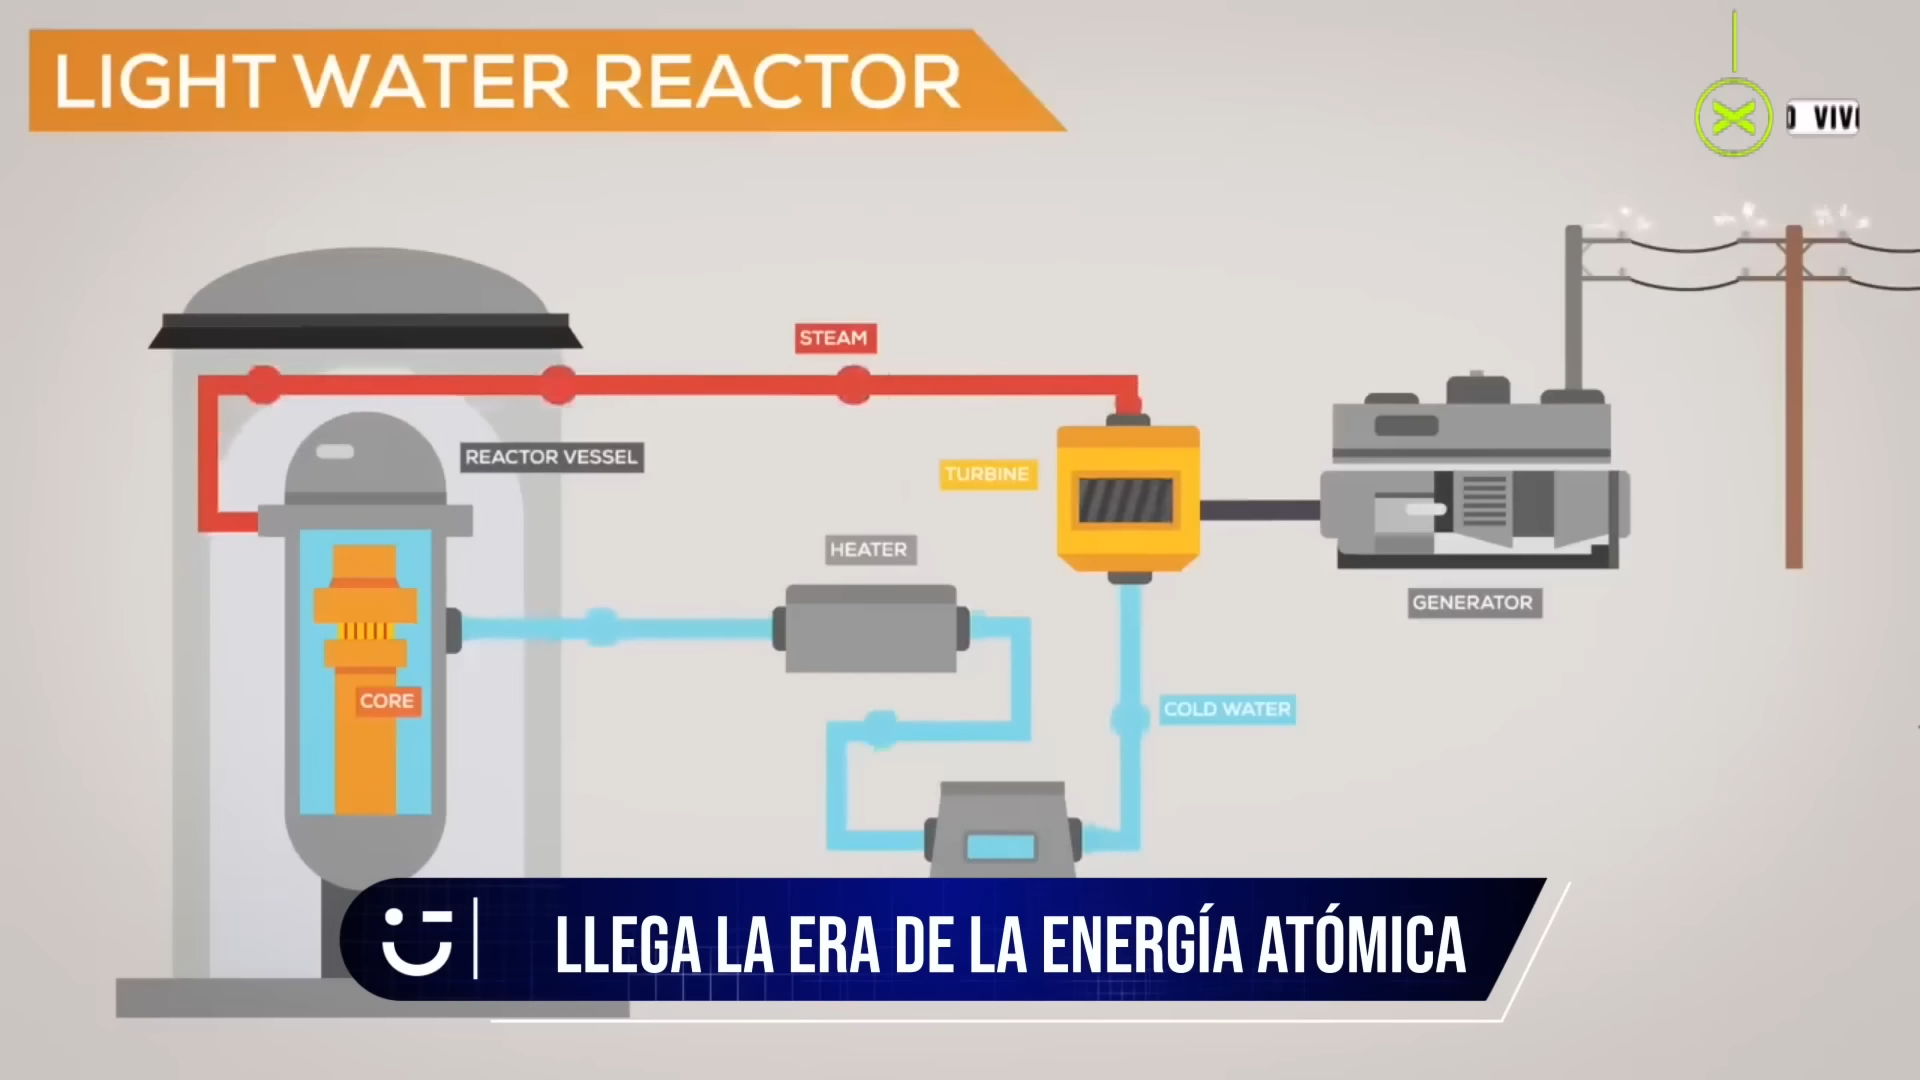 LIGHT WATER REACTOR
VIV
STEAM
REACTOR VESSEL
TURBINE
HEATER
GENERATOR
CORE
COLD WATER
LLEGA LA ERA DE LA ENERGÍA ATÓMICA